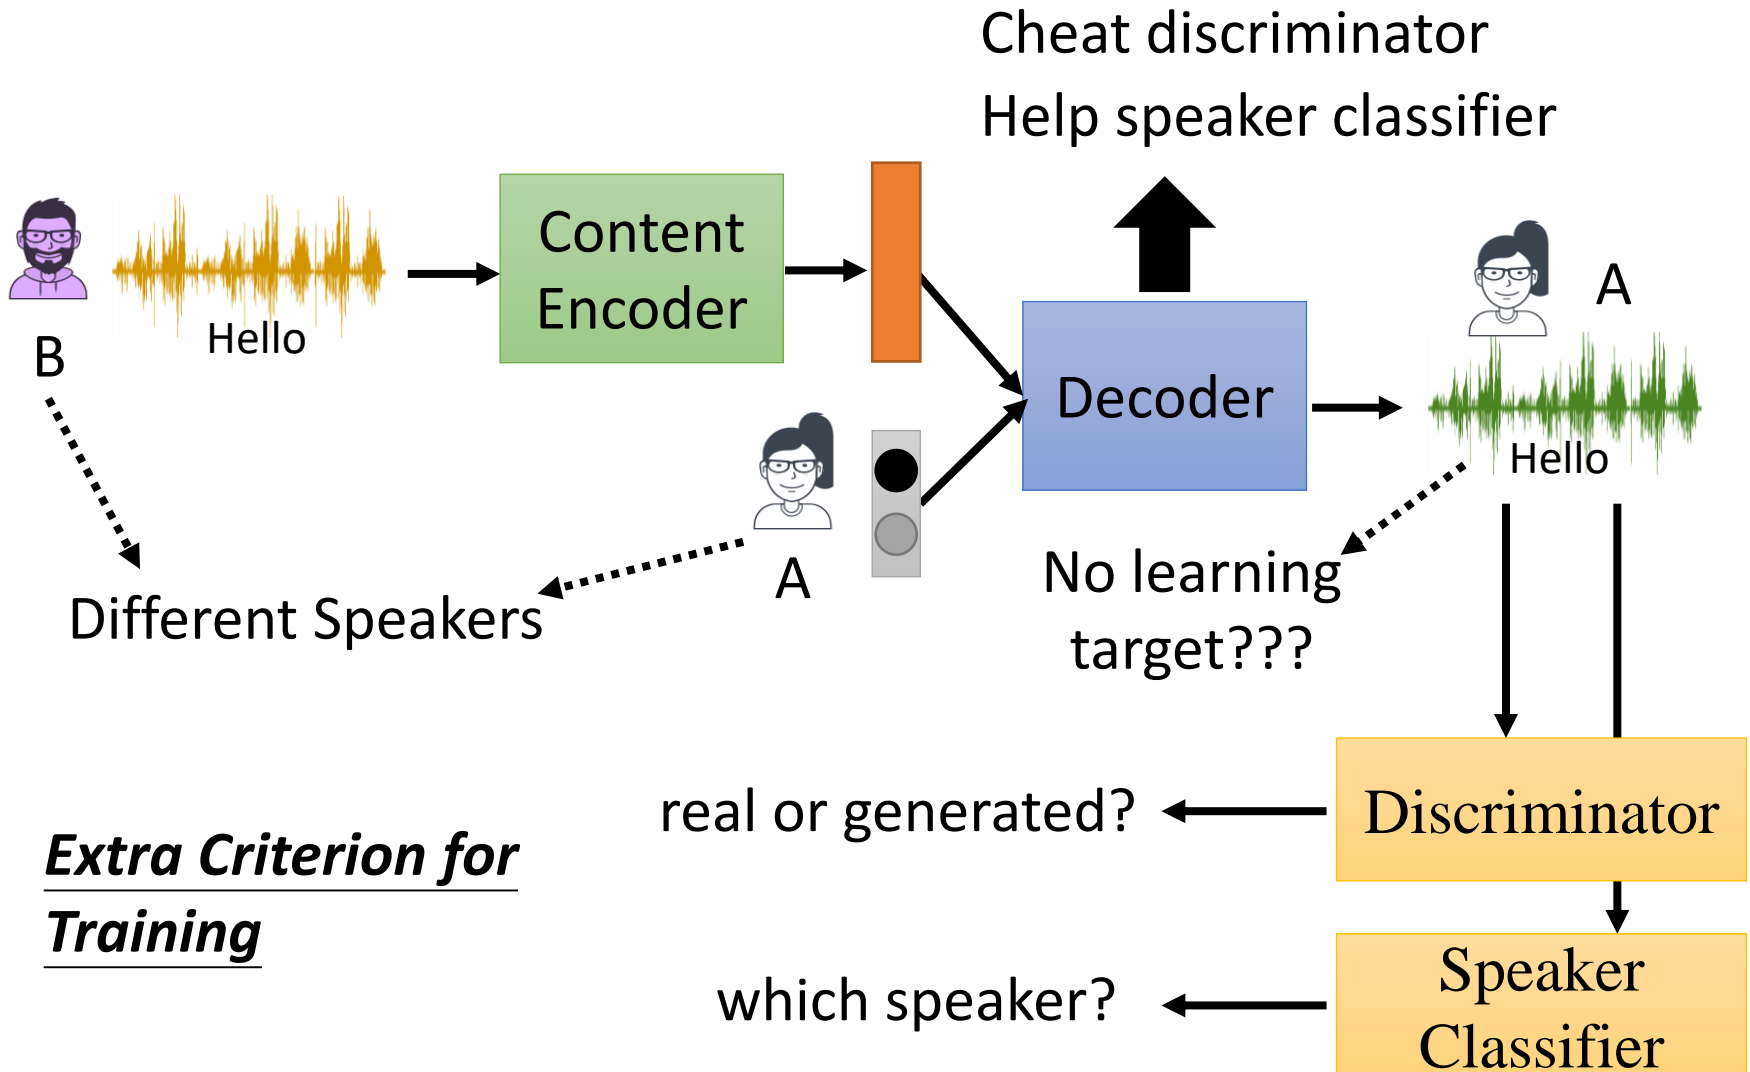 Cheat discriminator
Help speaker classifier
Content
Encoder
B
Hello
A
Decoder
Hello
A
Different Speakers
No learning
target???
real or generated?
Discriminator
Extra Criterion for
Training
which speaker?
Speaker
Classifier